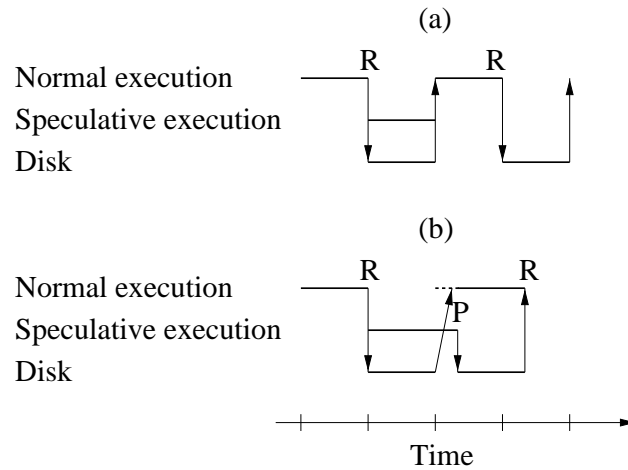 (a)
R R
Normal execution
Speculative execution
Disk
(b)
R R
Normal execution
P
Speculative execution
Disk
Time